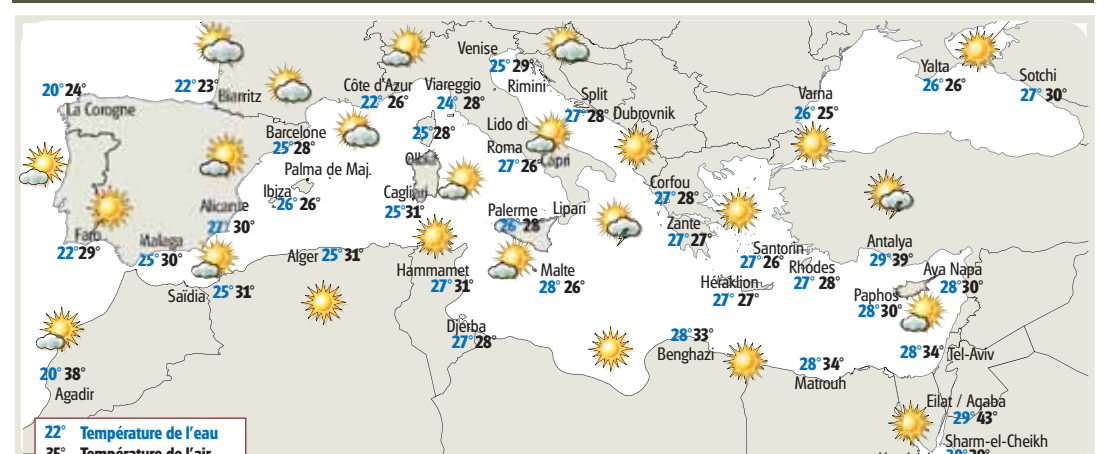 Venise
25° 29°
Rimini
Yalta
26° 26°
Sotchi
27° 30°
20° 24°
La Corogne
22° 23°
Biarritz
Côte d'Azur
22° 26°
Viareggio
24° 28°
Split
27° 28°
Dubrovnik
Varna
26° 25°
Barcelone
25° 28°
25° 28°
Olbia
Lido di
Roma
27° 26°
Capri
Palma de Maj.
Ibiza
26° 26°
Cagliari
25° 31°
Corfou
27° 28°
Alicante
27° 30°
Palerme
26° 28°
Lipari
Zante
27° 27°
Faro
22° 29°
Malaga
25° 30°
Alger 25° 31°
Santorin
27° 26°
Antalya
29° 39°
Hammamet
27° 31°
Malte
28° 26°
Héraklion
27° 27°
Rhodes
27° 28°
Aya Napa
28° 30°
Paphos
28° 30°
Saïdia
25° 31°
Djerba
27° 28°
28° 33°
Benghazi
28° 34°
Matrouh
28° 34°
Tel-Aviv
20° 38°
Agadir
Eilat / Aqaba
29° 43°
Sharm-el-Cheikh
22° Température de l'eau
35° Température de l'air